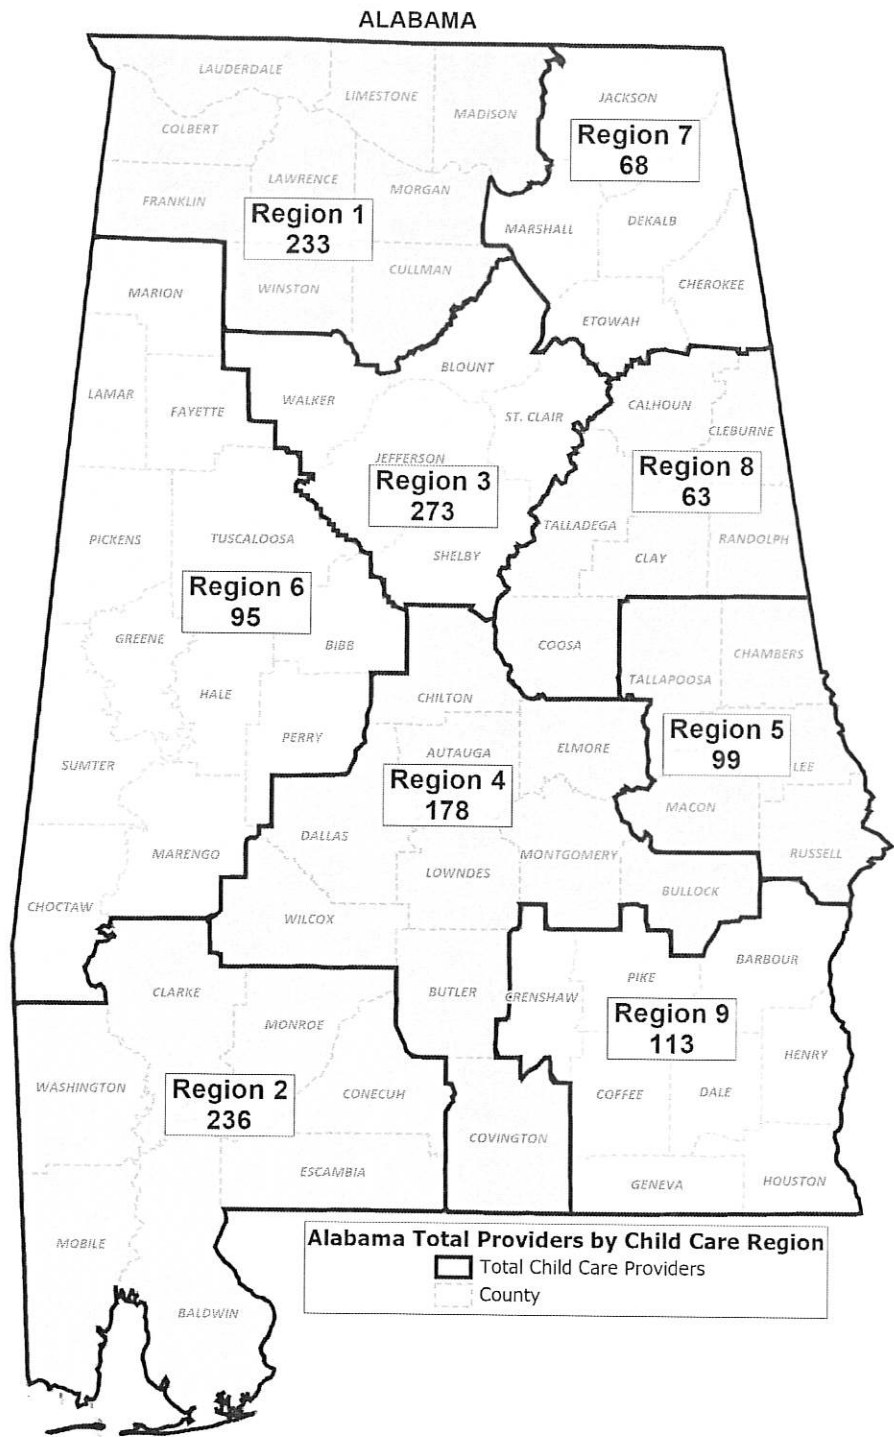 ALABAMA
LAUDERDALE
LIMESTONE
MADISON
JACKSON
COLBERT
Region 7
68
LAWRENCE
FRANKLIN
MORGAN
Region 1
233
MARSHALL
DEKALB
CULLMAN
WINSTON
CHEROKEE
MARION
ETOWAH
BLOUNT
LAMAR
WALKER
CALHOUN
FAYETTE
ST. CLAIR
CLEBURNE
JEFFERSON
Region 3
273
Region 8
63
TALLADEGA
PICKENS
TUSCALOOSA
RANDOLPH
SHELBY
CLAY
Region 6
95
GREENE
BIBB
COOSA
CHAMBERS
TALLAPOOSA
HALE
CHILTON
PERRY
AUTAUGA
ELMORE
Region 5
99
SUMTER
LEE
Region 4
178
MACON
DALLAS
MARENGO
MONTGOMERY
RUSSELL
LOWNDES
BULLOCK
CHOCTAW
WILCOX
BARBOUR
PIKE
CLARKE
BUTLER
CRENSHAW
MONROE
Region 9
113
HENRY
WASHINGTON
Region 2
236
CONECUH
COFFEE
DALE
COVINGTON
ESCAMBIA
GENEVA
HOUSTON
MOBILE
Alabama Total Providers by Child Care Region
Total Child Care Providers
County
BALDWIN